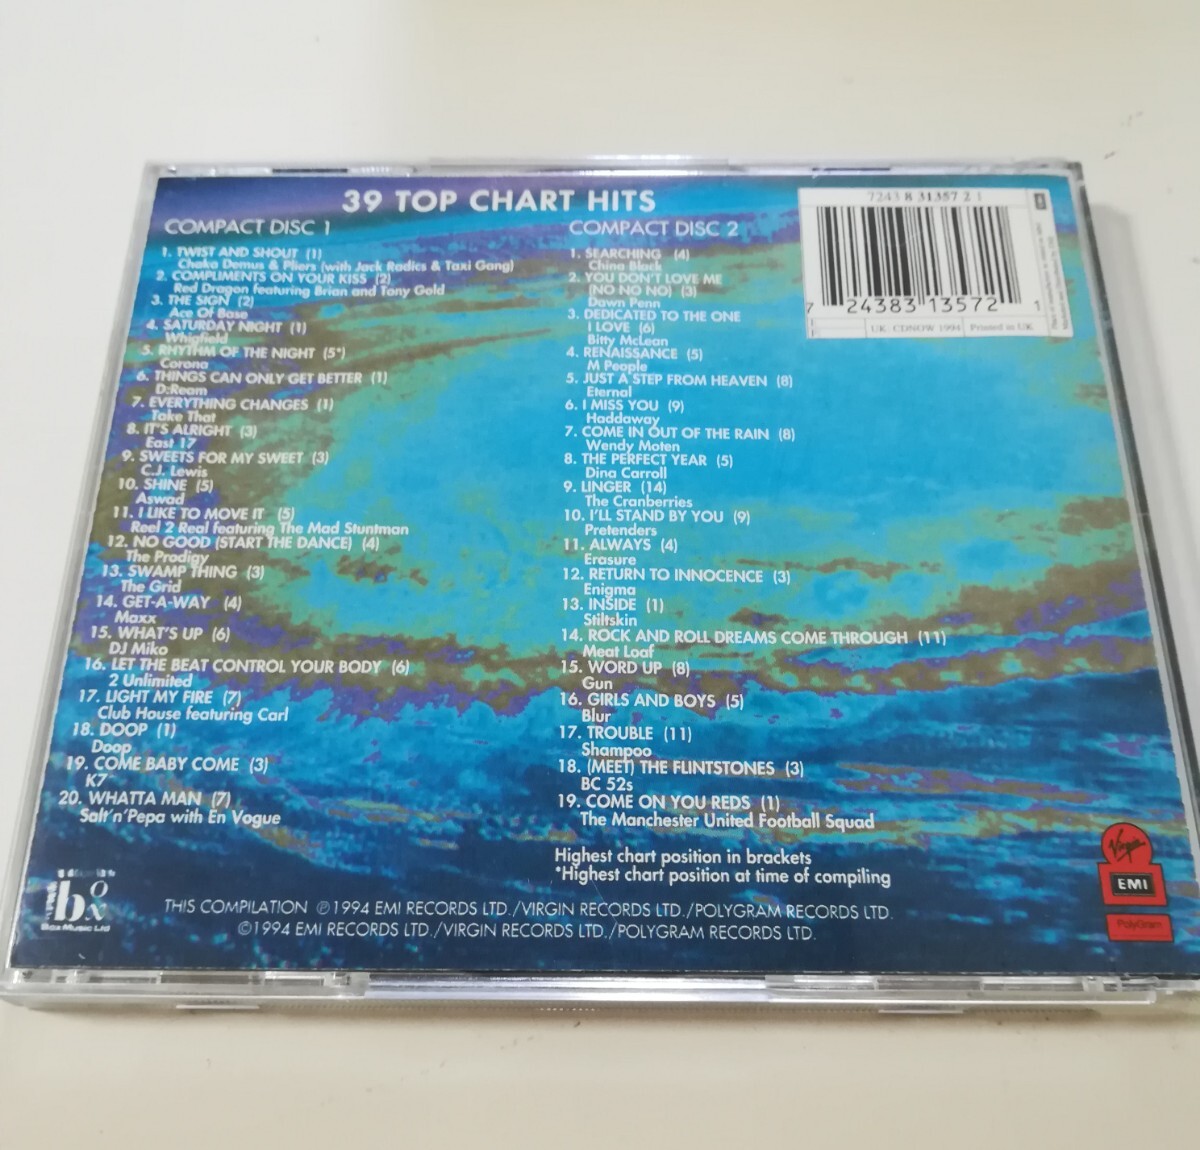 39 TOP CHART HITS
COMPACT DISC 1
1. TWIST AND SHOUT (1)
Chaka Demus & Pliers (with Jack Radics & Taxi Gang)
2. COMPLIMENTS ON YOUR KISS (2)
Red Dragon featuring Brian and Tony Gold
3. THE SIGN (2)
Ace Of Base
4. SATURDAY NIGHT (1)
Whigfield
5. RHYTHM OF THE NIGHT (5*)
Corona
6. THINGS CAN ONLY GET BETTER (1)
D:Ream
7. EVERYTHING CHANGES (1)
Take That
8. IT'S ALRIGHT (3)
East 17
9. SWEETS FOR MY SWEET (3)
C.J. Lewis
10. SHINE (5)
Aswad
11. I LIKE TO MOVE IT (5)
Reel 2 Real featuring The Mad Stuntman
12. NO GOOD (START THE DANCE) (4)
The Prodigy
13. SWAMP THING (3)
The Grid
14. GET-A-WAY (4)
Maxx
15. WHAT'S UP (6)
DJ Miko
16. LET THE BEAT CONTROL YOUR BODY (6)
2 Unlimited
17. LIGHT MY FIRE (7)
Club House featuring Carl
18. DOOP (1)
Doop
19. COME BABY COME (3)
K7
20. WHATTA MAN (7)
Salt'n'Pepa with En Vogue
COMPACT DISC 2
1. SEARCHING (4)
China Black
2. YOU DON'T LOVE ME
(NO NO NO) (3)
Dawn Penn
3. DEDICATED TO THE ONE
I LOVE (6)
Bitty McLean
4. RENAISSANCE (5)
M People
5. JUST A STEP FROM HEAVEN (8)
Eternal
6. I MISS YOU (9)
Haddaway
7. COME IN OUT OF THE RAIN (8)
Wendy Moten
8. THE PERFECT YEAR (5)
Dina Carroll
9. LINGER (14)
The Cranberries
10. I'LL STAND BY YOU (9)
Pretenders
11. ALWAYS (4)
Erasure
12. RETURN TO INNOCENCE (3)
Enigma
13. INSIDE (1)
Stiltskin
14. ROCK AND ROLL DREAMS COME THROUGH (11)
Meat Loaf
15. WORD UP (8)
Gun
16. GIRLS AND BOYS (5)
Blur
17. TROUBLE (11)
Shampoo
18. (MEET) THE FLINTSTONES (3)
BC 52s
19. COME ON YOU REDS (1)
The Manchester United Football Squad
Highest chart position in brackets
*Highest chart position at time of compiling
7243 8 31357 2 1
7 24383 13572 1
UK: CDNOW 1994 Printed in UK
box
Box Music Ltd
THIS COMPILATION ℗1994 EMI RECORDS LTD./VIRGIN RECORDS LTD./POLYGRAM RECORDS LTD.
©1994 EMI RECORDS LTD./VIRGIN RECORDS LTD./POLYGRAM RECORDS LTD.
Virgin
EMI
PolyGram